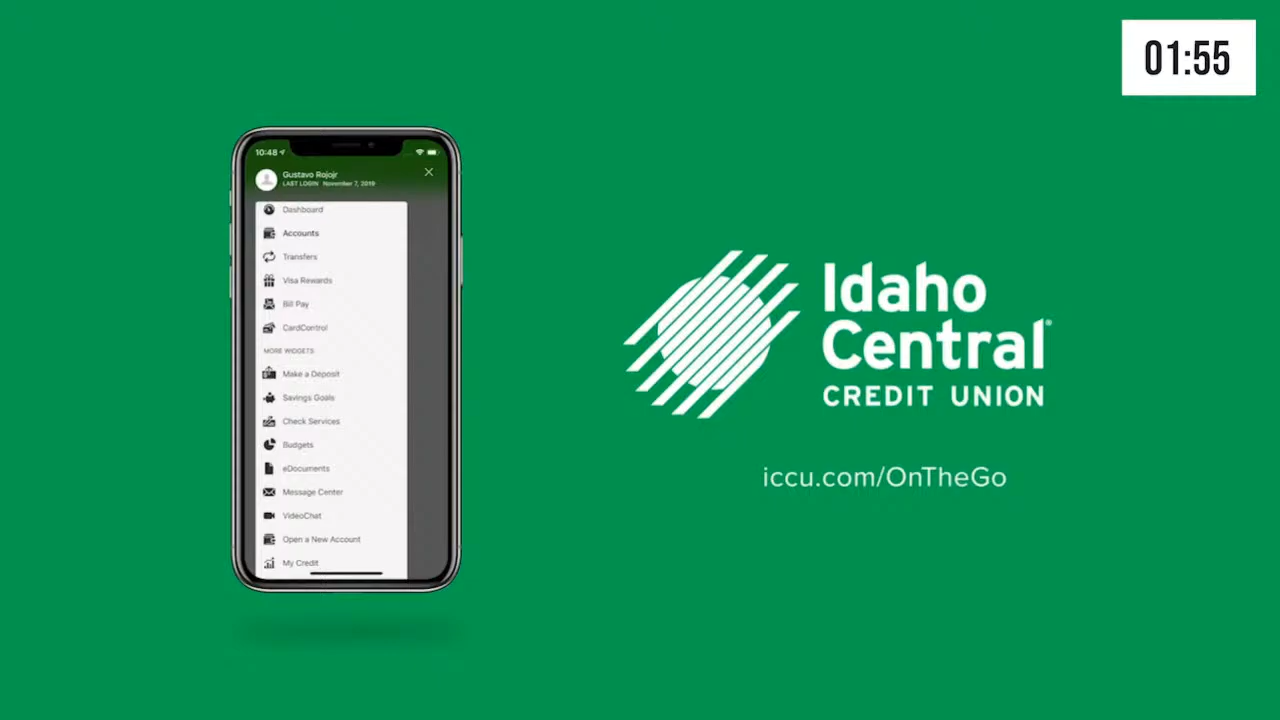 01:55
10:48
Gustavo Rojojr
LAST LOGIN November 7, 2019
Dashboard
Accounts
Transfers
Visa Rewards
Bill Pay
CardControl
MORE WIDGETS
Make a Deposit
Savings Goals
Check Services
Budgets
eDocuments
Message Center
VideoChat
Open a New Account
My Credit
Idaho
Central®
CREDIT UNION
iccu.com/OnTheGo